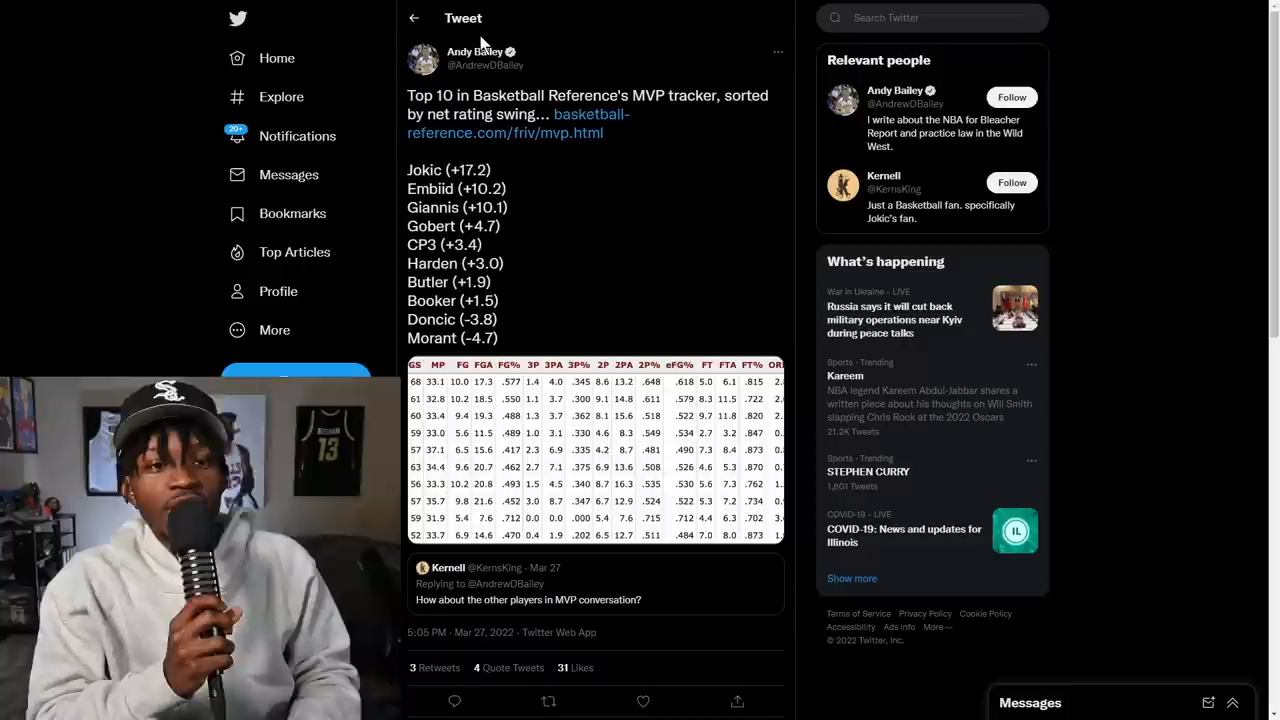 Home
Explore
20+
Notifications
Messages
Bookmarks
Top Articles
Profile
More
Tweet
Andy Bailey
@AndrewDBailey
Top 10 in Basketball Reference's MVP tracker, sorted
by net rating swing... basketball-
reference.com/friv/mvp.html
Jokic (+17.2)
Embiid (+10.2)
Giannis (+10.1)
Gobert (+4.7)
CP3 (+3.4)
Harden (+3.0)
Butler (+1.9)
Booker (+1.5)
Doncic (-3.8)
Morant (-4.7)
GS MP FG FGA FG% 3P 3PA 3P% 2P 2PA 2P% eFG% FT FTA FT% OR
68 33.1 10.0 17.3 .577 1.4 4.0 .345 8.6 13.2 .648 .618 5.0 6.1 .815 2.
61 32.8 10.2 18.5 .550 1.1 3.7 .300 9.1 14.8 .611 .579 8.3 11.5 .722
60 33.4 9.4 19.3 .488 1.3 3.7 .362 8.1 15.6 .518 .522 9.7 11.8 .820
59 33.0 5.6 11.5 .489 1.0 3.1 .330 4.6 8.3 .549 .534 2.7 3.2 .847 0.
57 37.1 6.5 15.6 .417 2.3 6.9 .335 4.2 8.7 .481 .490 7.3 8.4 .873 0.
63 34.4 9.6 20.7 .462 2.7 7.1 .375 6.9 13.6 .508 .526 4.6 5.3 .870
56 33.3 10.2 20.8 .493 1.5 4.5 .340 8.7 16.3 .535 .530 5.6 7.3 .762
57 35.7 9.8 21.6 .452 3.0 8.7 .347 6.7 12.9 .524 .522 5.3 7.2 .734 0.
59 31.9 5.4 7.6 .712 0.0 0.0 .000 5.4 7.6 .715 .712 4.4 6.3 .702 3.
52 33.7 6.9 14.6 .470 0.4 1.9 .202 6.5 12.7 .511 .484 7.0 8.0 .873 1.
Kernell @KernsKing · Mar 27
Replying to @AndrewDBailey
How about the other players in MVP conversation?
5:05 PM · Mar 27, 2022 · Twitter Web App
3 Retweets 4 Quote Tweets 31 Likes
Search Twitter
Relevant people
Andy Bailey
@AndrewDBailey
Follow
I write about the NBA for Bleacher
Report and practice law in the Wild
West.
Kernell
@KernsKing
Follow
Just a Basketball fan. specifically
Jokic's fan.
What's happening
War in Ukraine · LIVE
Russia says it will cut back
military operations near Kyiv
during peace talks
Sports · Trending
Kareem
NBA legend Kareem Abdul-Jabbar shares a
written piece about his thoughts on Will Smith
slapping Chris Rock at the 2022 Oscars
21.2K Tweets
Sports · Trending
STEPHEN CURRY
1,801 Tweets
COVID-19 · LIVE
COVID-19: News and updates for
Illinois
IL
Show more
Terms of Service Privacy Policy Cookie Policy
Accessibility Ads info More ···
© 2022 Twitter, Inc.
Messages
13